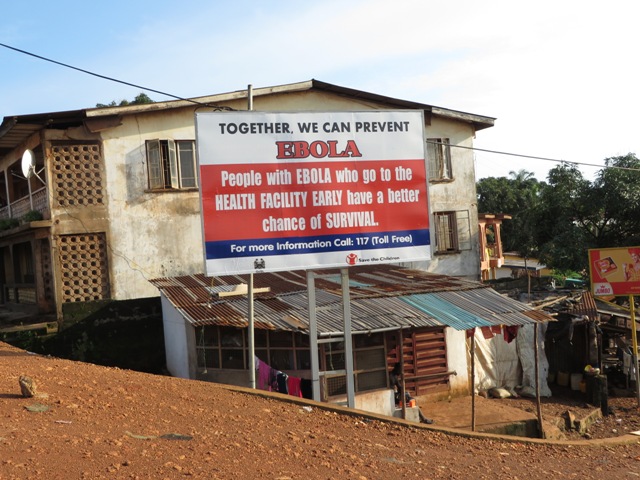 TOGETHER, WE CAN PREVENT
EBOLA
People with EBOLA who go to the
HEALTH FACILITY EARLY have a better
chance of SURVIVAL.
For more Information Call: 117 (Toll Free)
Save the Children
JUMBO